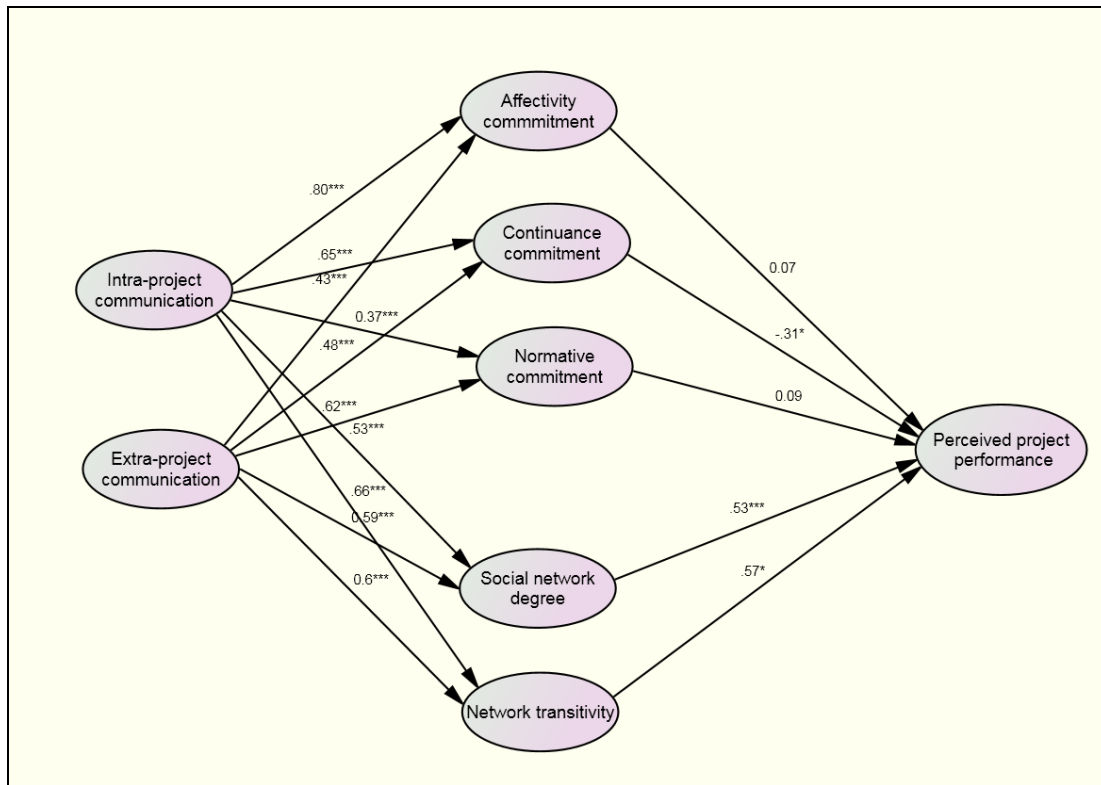 Affectivity
commmitment
.80***
Continuance
commitment
.65***
.43***
Intra-project
communication
0.07
0.37***
-.31*
.48***
Normative
commitment
0.09
.62***
.53***
Extra-project
communication
Perceived project
performance
.66***
0.59***
.53***
0.6***
Social network
degree
.57*
Network transitivity